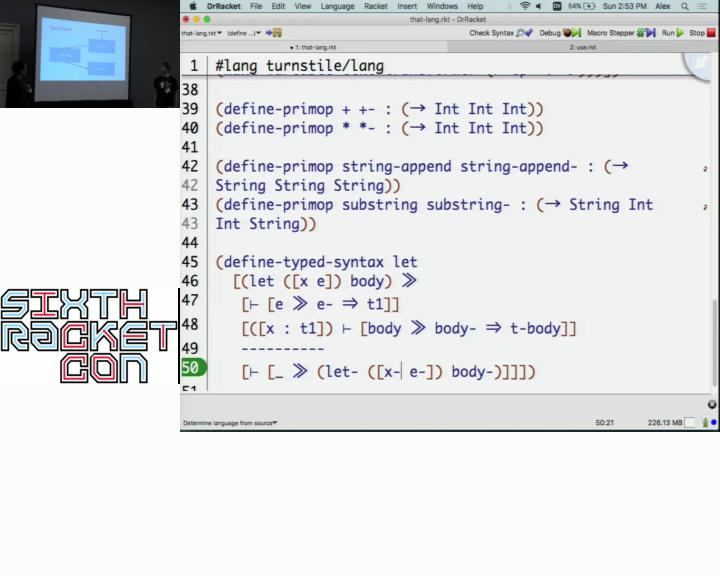 DrRacket File Edit View Language Racket Insert Windows Help 54% Sun 2:53 PM Alex
that-lang.rkt - DrRacket
that-lang.rkt (define ...) Check Syntax Debug Macro Stepper Run Stop
• 1: that-lang.rkt 2: use.rkt
1 #lang turnstile/lang
38
39 (define-primop + +- : (→ Int Int Int))
40 (define-primop * *- : (→ Int Int Int))
41
42 (define-primop string-append string-append- : (→
42 String String String))
43 (define-primop substring substring- : (→ String Int
43 Int String))
44
45 (define-typed-syntax let
46 [(let ([x e]) body) ≫
47 [⊢ [e ≫ e- ⇒ t1]]
48 [([x : t1]) ⊢ [body ≫ body- ⇒ t-body]]
49 ----------
50 [⊢ [_ ≫ (let- ([x- e-]) body-)]]])
51
Determine language from source 50:21 226.13 MB
SIXTH
RACKET
CON